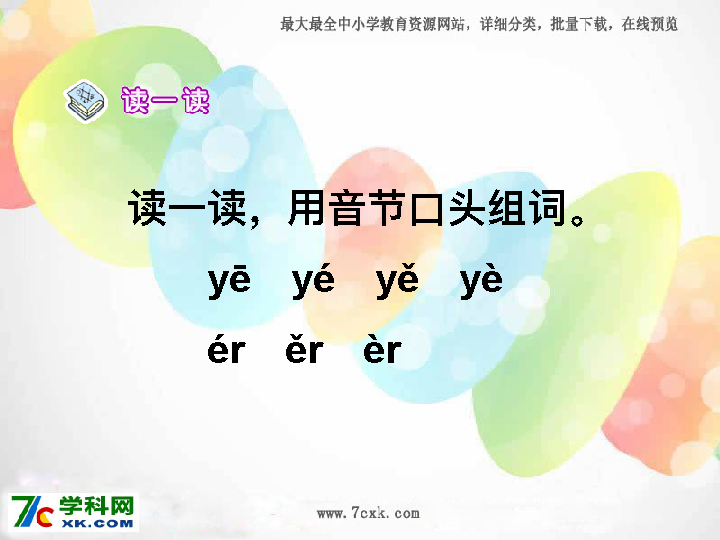 最大最全中小学教育资源网站，详细分类，批量下载，在线预览
读一读
读一读，用音节口头组词。
yē yé yě yè
ér ěr èr
7C 学科网
XK.COM
www.7cxk.com